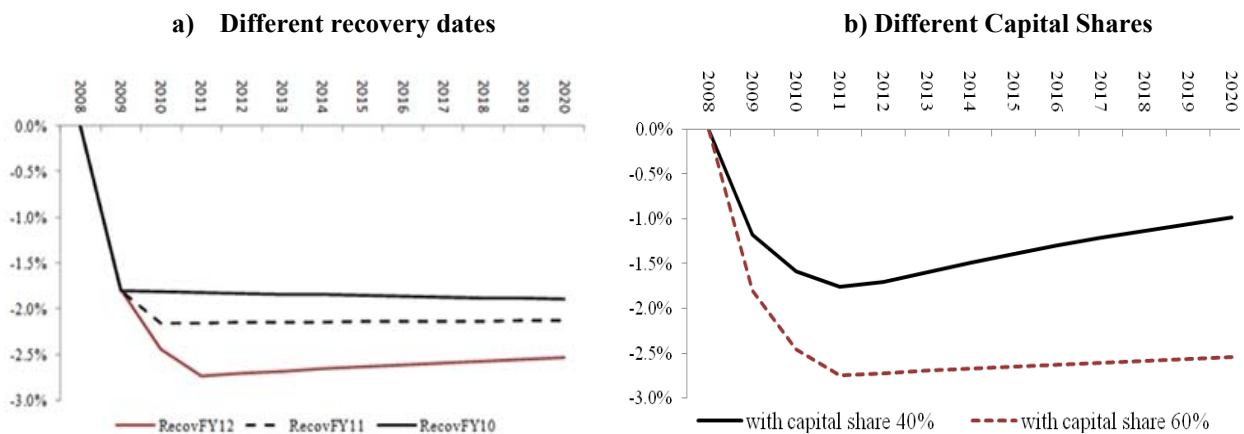 a) Different recovery dates
2008 2009 2010 2011 2012 2013 2014 2015 2016 2017 2018 2019 2020
0.0%
-0.5%
-1.0%
-1.5%
-2.0%
-2.5%
-3.0%
RecovFY12 RecovFY11 RecovFY10
b) Different Capital Shares
2008 2009 2010 2011 2012 2013 2014 2015 2016 2017 2018 2019 2020
0.0%
-0.5%
-1.0%
-1.5%
-2.0%
-2.5%
-3.0%
with capital share 40% with capital share 60%